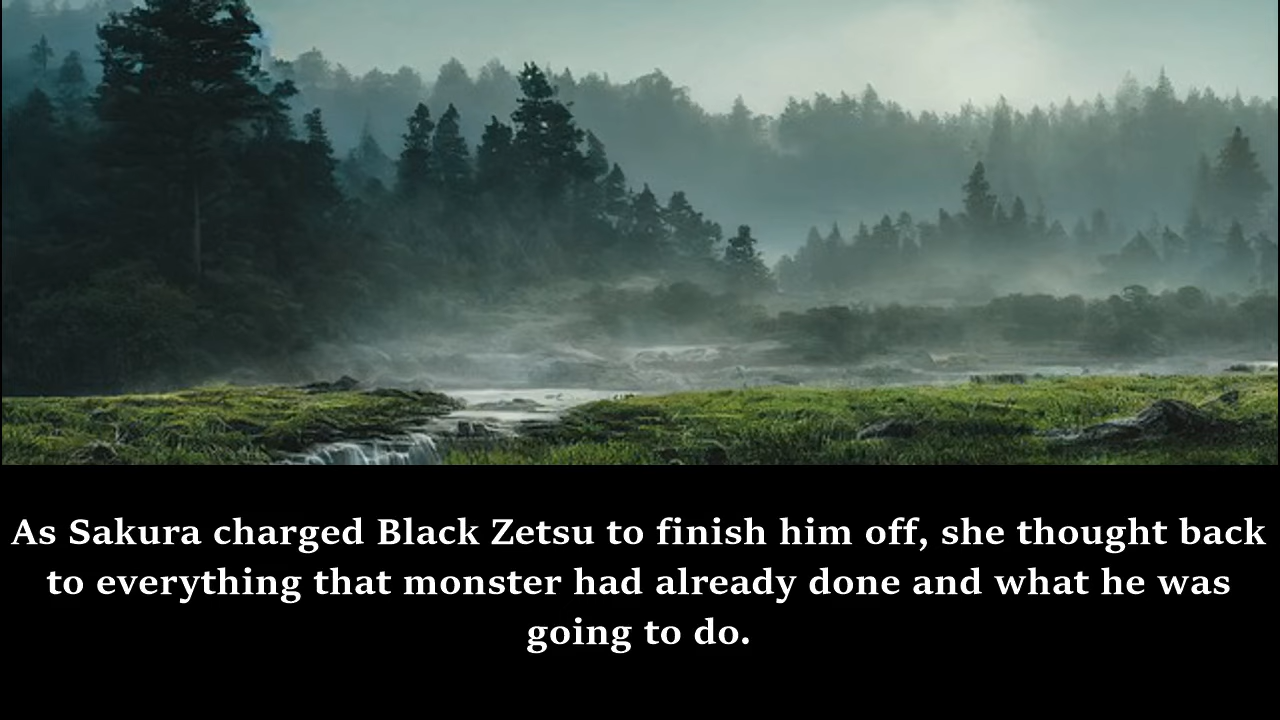 As Sakura charged Black Zetsu to finish him off, she thought back
to everything that monster had already done and what he was
going to do.